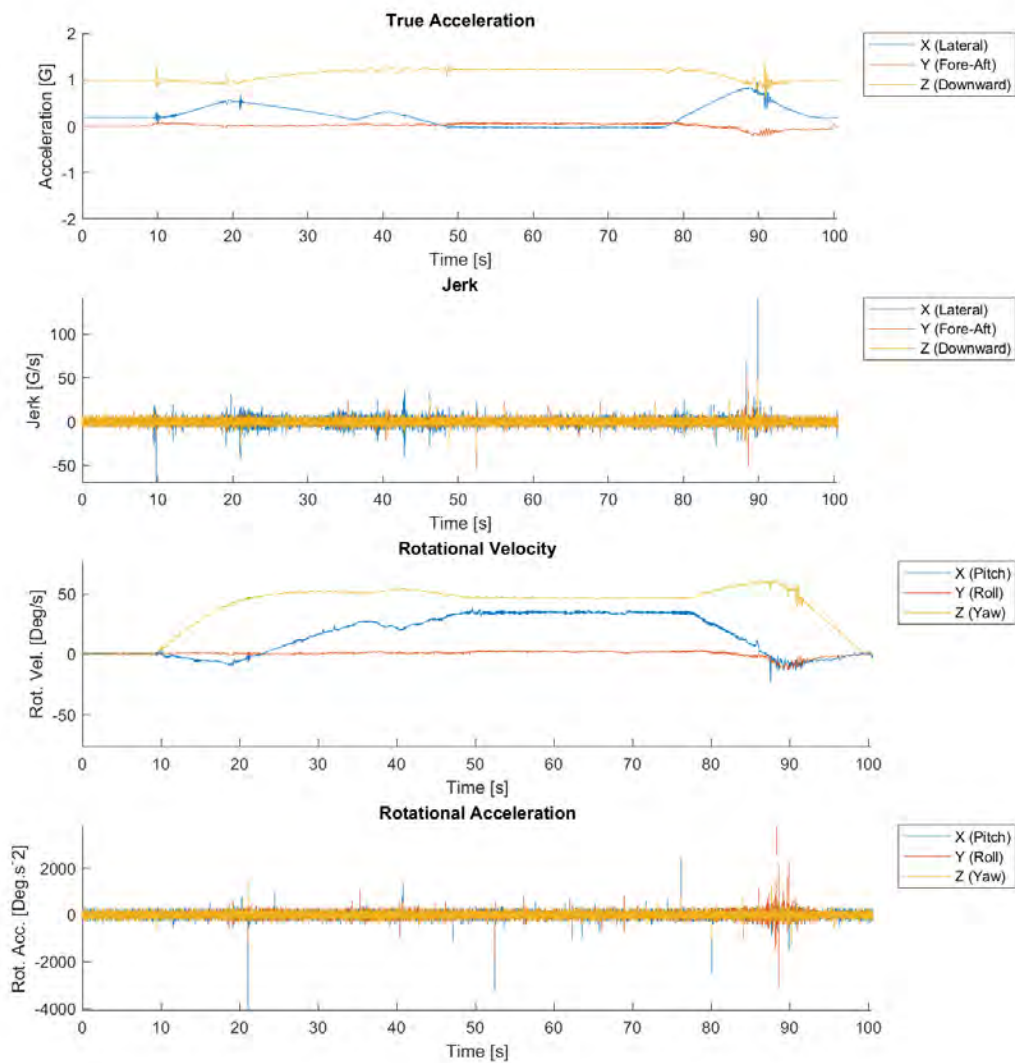 True Acceleration
2
1
0
-1
-2
Acceleration [G]
0 10 20 30 40 50 60 70 80 90 100
Time [s]
X (Lateral)
Y (Fore-Aft)
Z (Downward)
Jerk
100
50
0
-50
Jerk [G/s]
0 10 20 30 40 50 60 70 80 90 100
Time [s]
X (Lateral)
Y (Fore-Aft)
Z (Downward)
Rotational Velocity
50
0
-50
Rot. Vel. [Deg/s]
0 10 20 30 40 50 60 70 80 90 100
Time [s]
X (Pitch)
Y (Roll)
Z (Yaw)
Rotational Acceleration
2000
0
-2000
-4000
Rot. Acc. [Deg.s^2]
0 10 20 30 40 50 60 70 80 90 100
Time [s]
X (Pitch)
Y (Roll)
Z (Yaw)